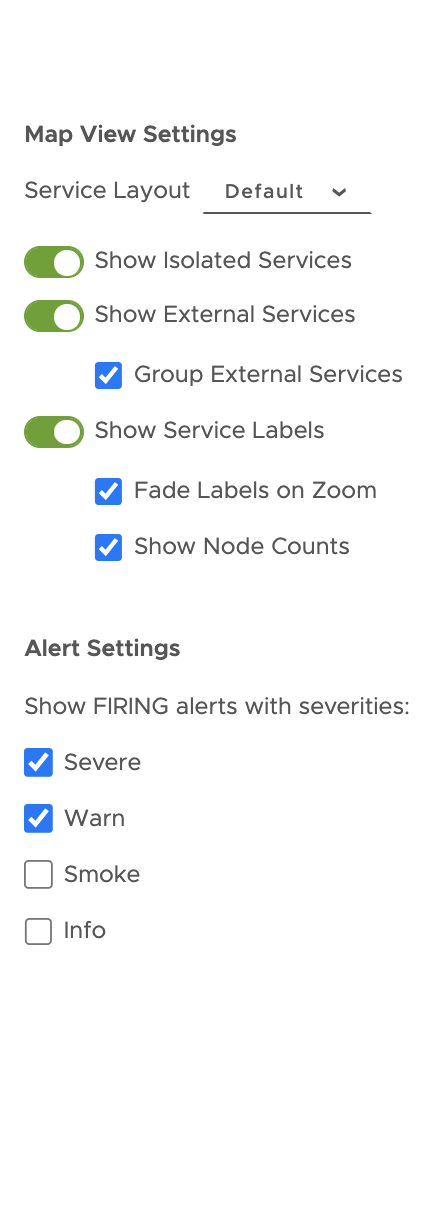 Map View Settings
Service Layout Default
Show Isolated Services
Show External Services
Group External Services
Show Service Labels
Fade Labels on Zoom
Show Node Counts
Alert Settings
Show FIRING alerts with severities:
Severe
Warn
Smoke
Info